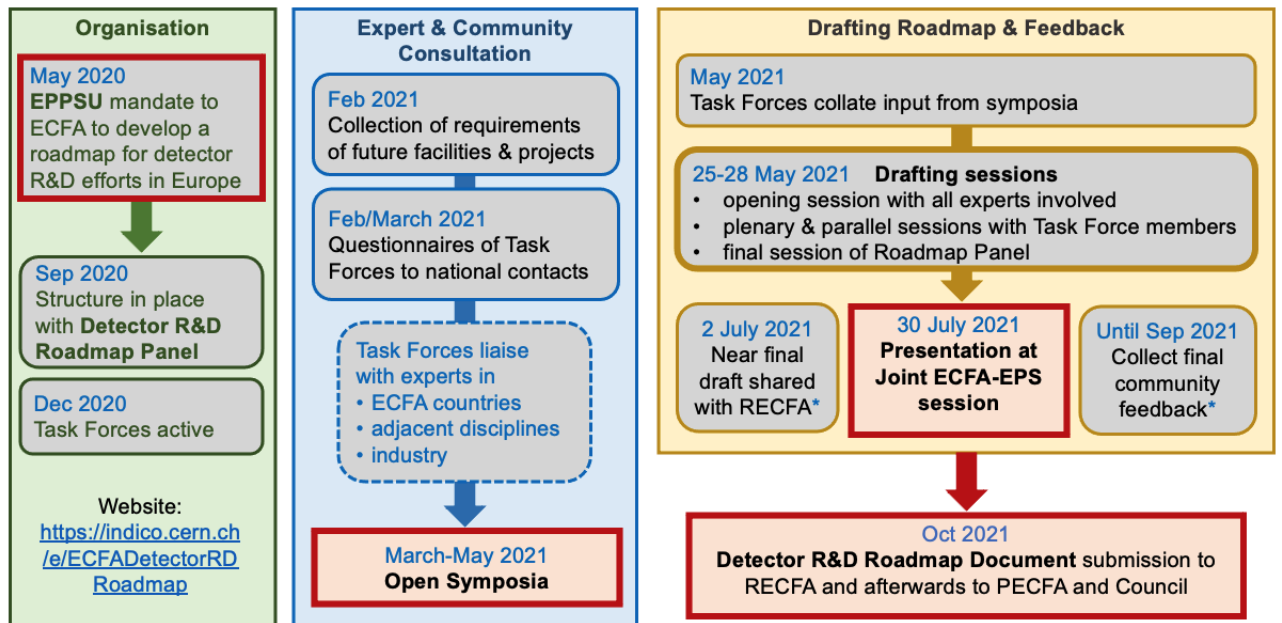 Organisation
May 2020
EPPSU mandate to
ECFA to develop a
roadmap for detector
R&D efforts in Europe
Sep 2020
Structure in place
with Detector R&D
Roadmap Panel
Dec 2020
Task Forces active
Website:
https://indico.cern.ch
/e/ECFADetectorRD
Roadmap
Expert & Community
Consultation
Feb 2021
Collection of requirements
of future facilities & projects
Feb/March 2021
Questionnaires of Task
Forces to national contacts
Task Forces liaise
with experts in
• ECFA countries
• adjacent disciplines
• industry
March-May 2021
Open Symposia
Drafting Roadmap & Feedback
May 2021
Task Forces collate input from symposia
25-28 May 2021 Drafting sessions
• opening session with all experts involved
• plenary & parallel sessions with Task Force members
• final session of Roadmap Panel
2 July 2021
Near final
draft shared
with RECFA*
30 July 2021
Presentation at
Joint ECFA-EPS
session
Until Sep 2021
Collect final
community
feedback*
Oct 2021
Detector R&D Roadmap Document submission to
RECFA and afterwards to PECFA and Council